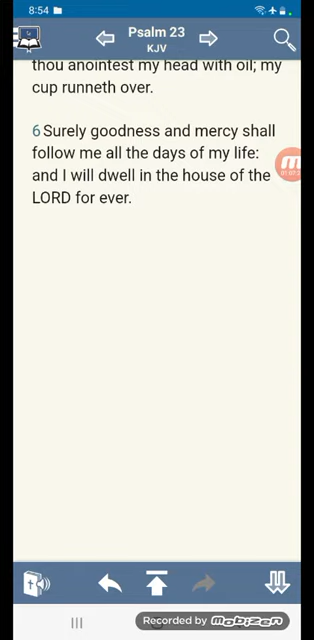 8:54
Psalm 23
KJV
thou anointest my head with oil; my
cup runneth over.
6 Surely goodness and mercy shall
follow me all the days of my life:
and I will dwell in the house of the
LORD for ever.
Recorded by mobizen